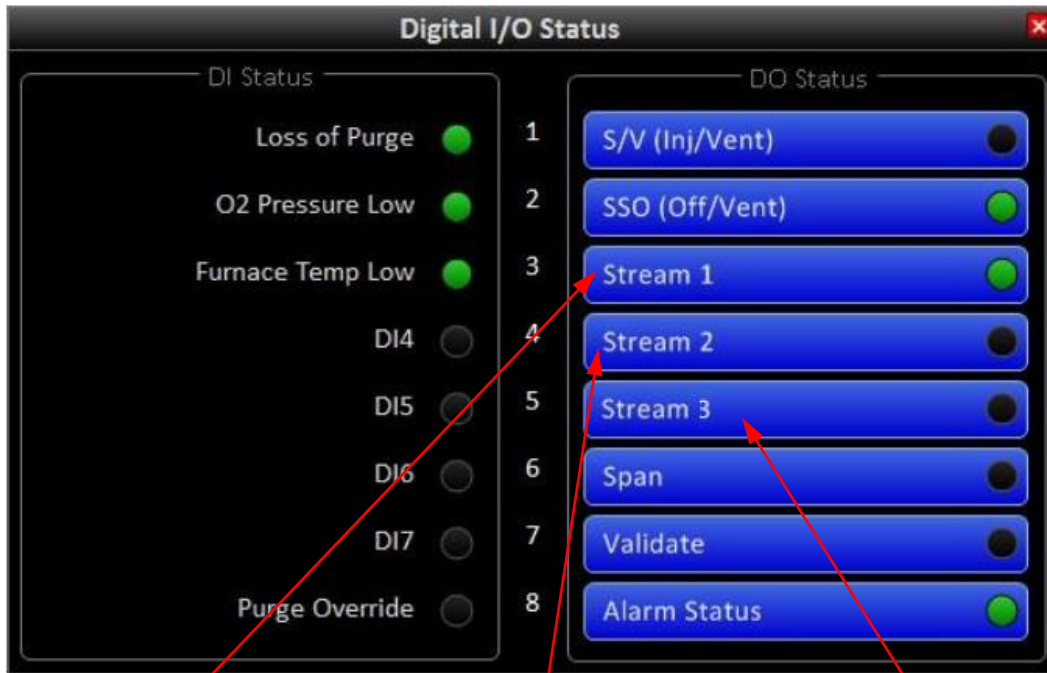 Digital I/O Status
DI Status
DO Status
Loss of Purge 1 S/V (Inj/Vent)
O2 Pressure Low 2 SSO (Off/Vent)
Furnace Temp Low 3 Stream 1
DI4 4 Stream 2
DI5 5 Stream 3
DI6 6 Span
DI7 7 Validate
Purge Override 8 Alarm Status